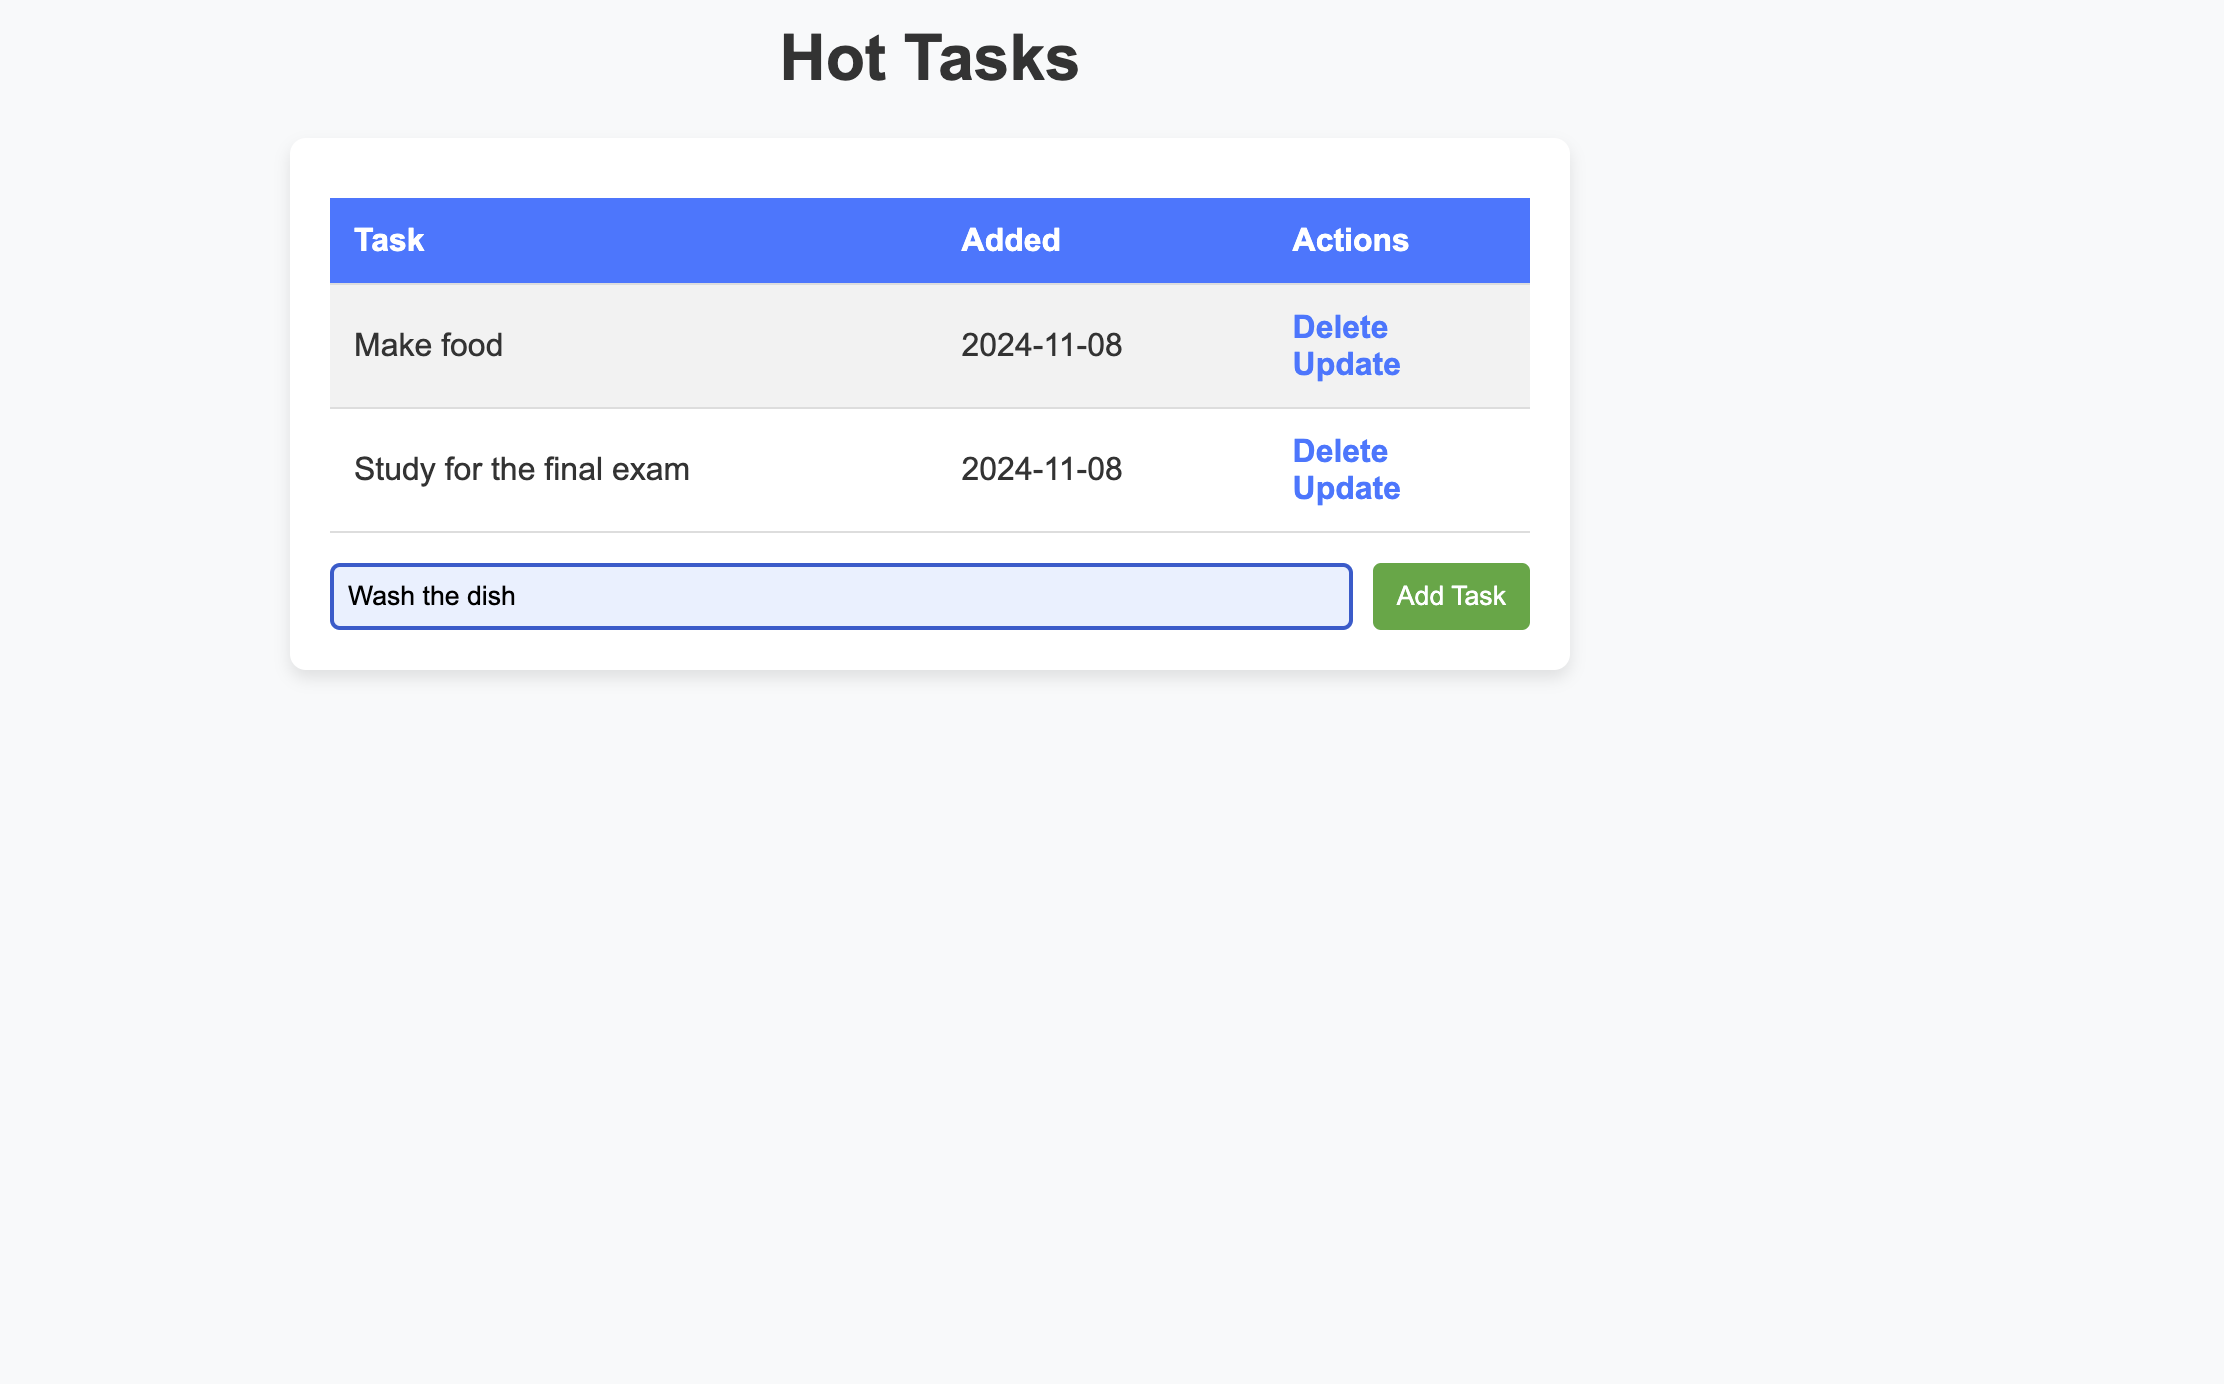 Hot Tasks
Task Added Actions
Make food 2024-11-08 Delete
Update
Study for the final exam 2024-11-08 Delete
Update
Wash the dish Add Task